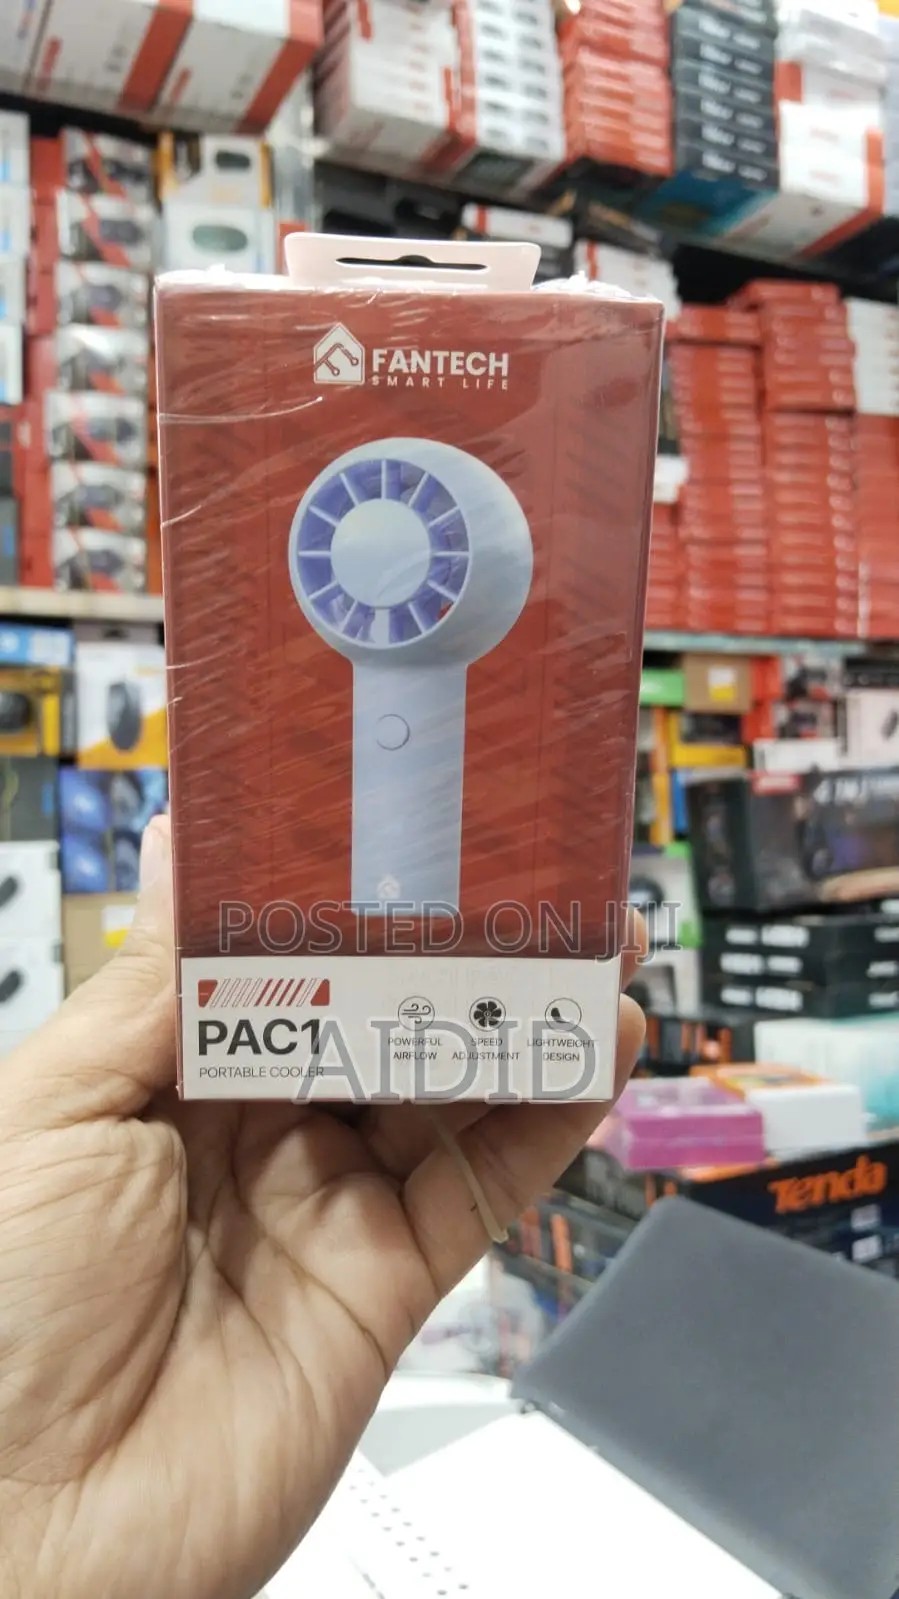 FANTECH
SMART LIFE
POSTED ON JIJI
PAC1
PORTABLE COOLER
POWERFUL
AIRFLOW
SPEED
ADJUSTMENT
LIGHTWEIGHT
DESIGN
AIDID
Tenda